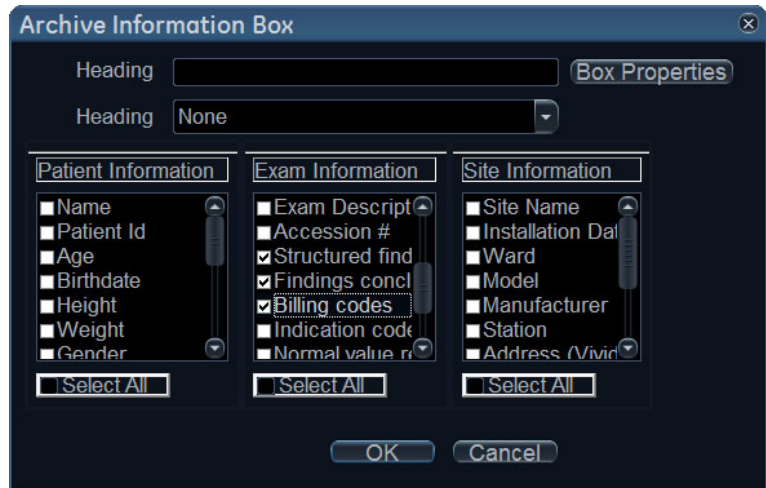 Archive Information Box
Heading
Box Properties
Heading None
Patient Information
Name
Patient Id
Age
Birthdate
Height
Weight
Gender
Select All
Exam Information
Exam Descript
Accession #
Structured find
Findings concl
Billing codes
Indication code
Normal value re
Select All
Site Information
Site Name
Installation Dat
Ward
Model
Manufacturer
Station
Address (Vivid
Select All
OK
Cancel